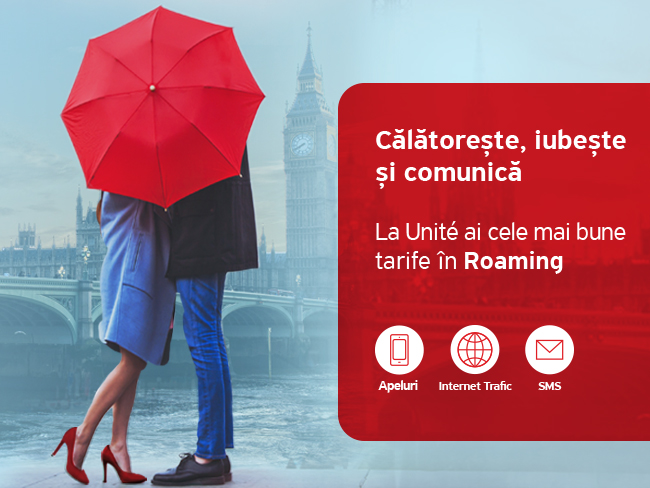 Călătorește, iubește
și comunică
La Unité ai cele mai bune
tarife în Roaming
Apeluri
Internet Trafic
SMS